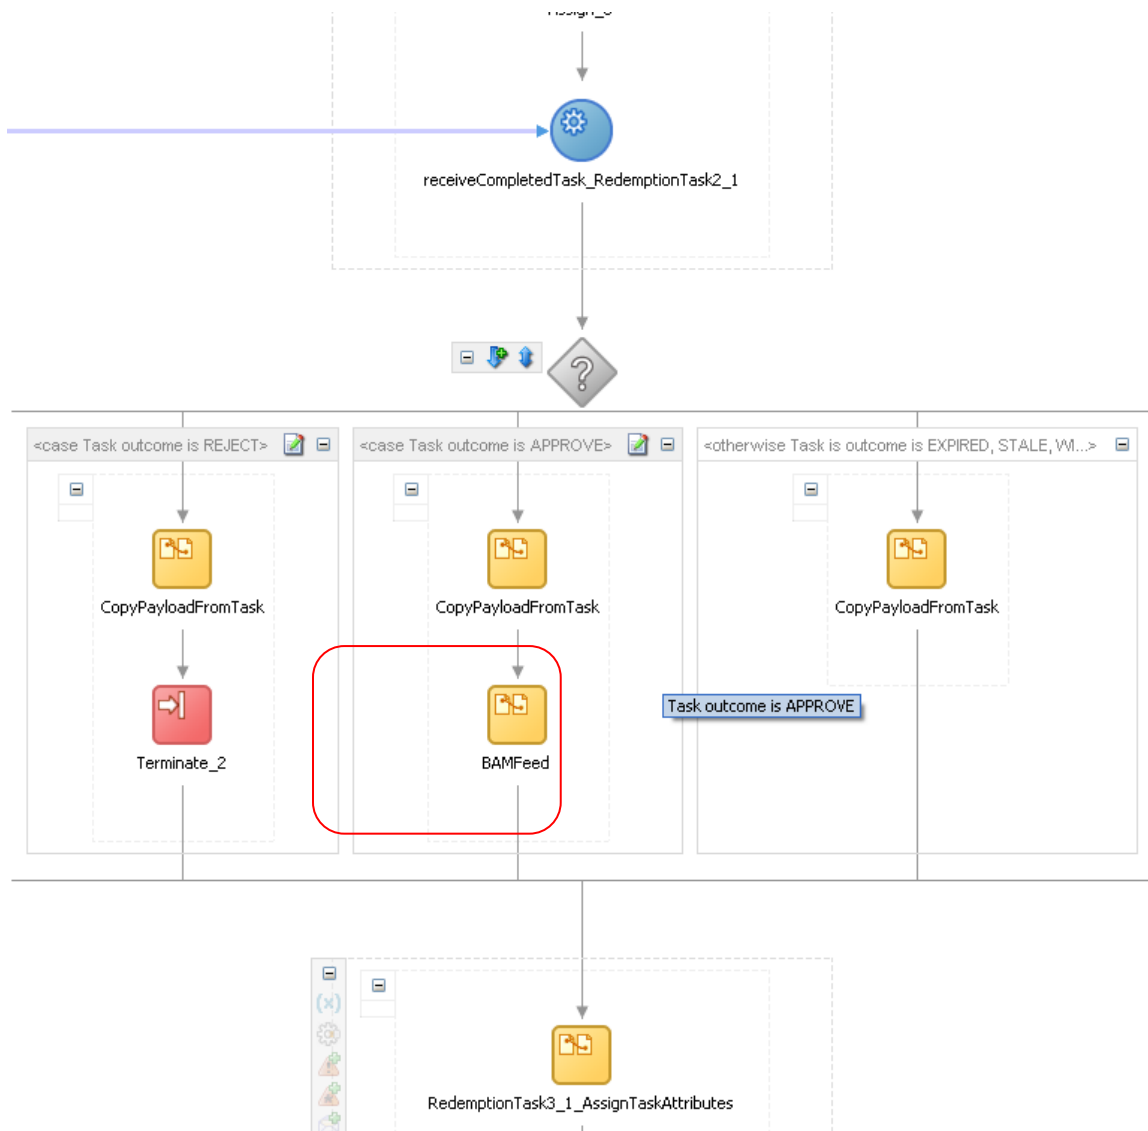 receiveCompletedTask_RedemptionTask2_1
?
<case Task outcome is REJECT>
<case Task outcome is APPROVE>
<otherwise Task is outcome is EXPIRED, STALE, WI...>
CopyPayloadFromTask
CopyPayloadFromTask
CopyPayloadFromTask
Task outcome is APPROVE
Terminate_2
BAMFeed
(x)
RedemptionTask3_1_AssignTaskAttributes